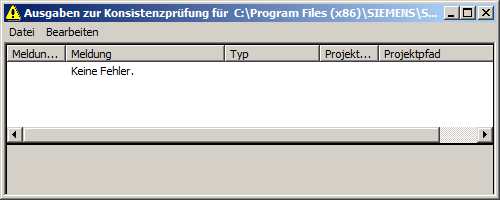 Ausgaben zur Konsistenzprüfung für C:\Program Files (x86)\SIEMENS\S...
Datei Bearbeiten
Meldun... Meldung Typ Projekt... Projektpfad
Keine Fehler.